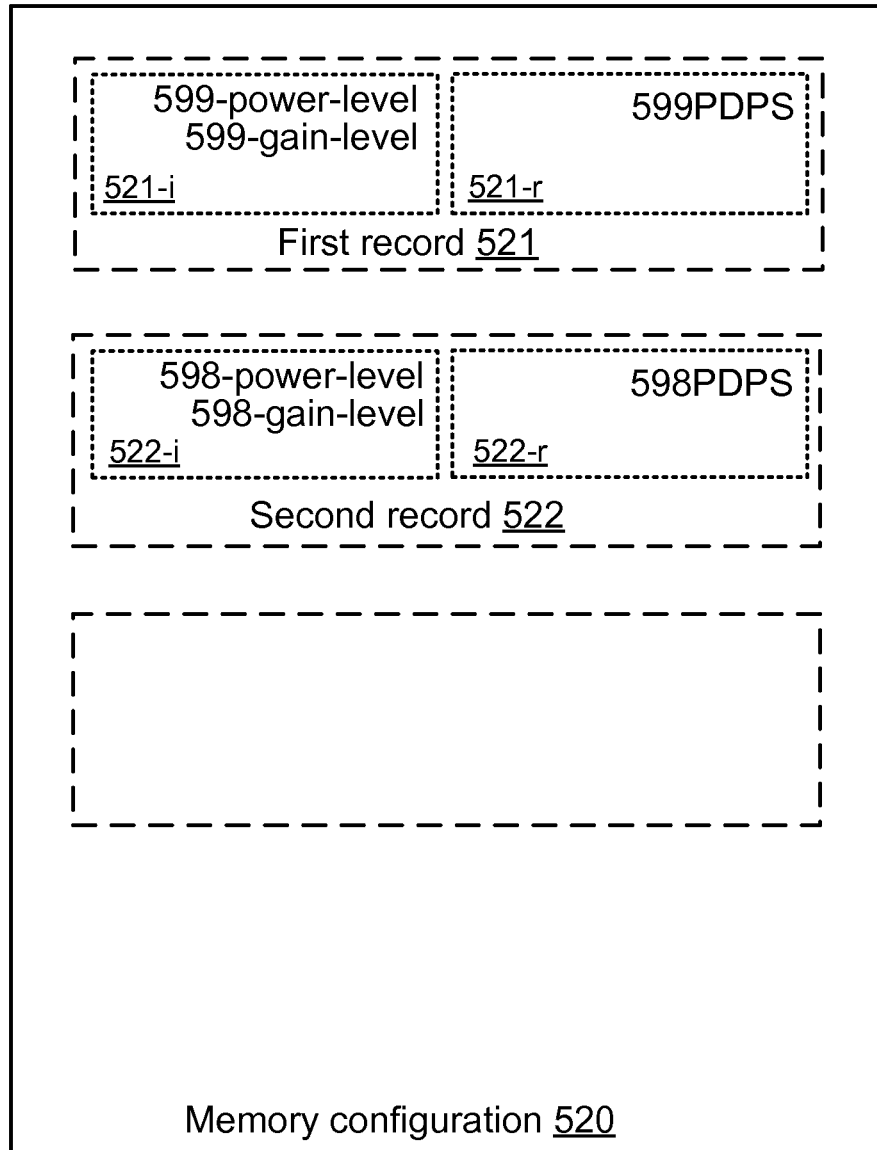 599-power-level
599-gain-level
521-i
599PDPS
521-r
First record 521
598-power-level
598-gain-level
522-i
598PDPS
522-r
Second record 522
Memory configuration 520